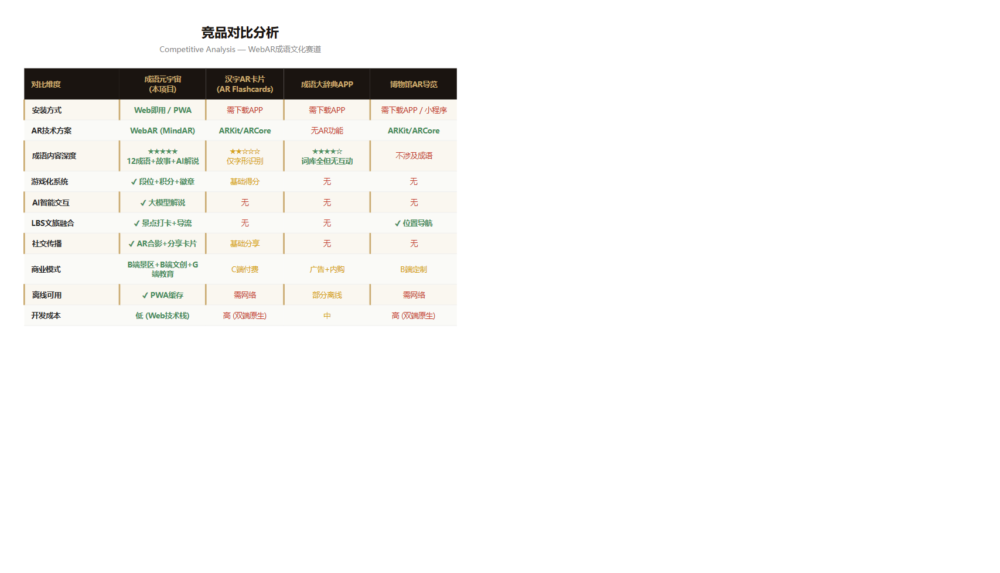 竞品对比分析
Competitive Analysis — WebAR成语文化赛道
对比维度
成语元宇宙
(本项目)
汉字AR卡片
(AR Flashcards)
成语大辞典APP
博物馆AR导览
安装方式
Web即用 / PWA
需下载APP
需下载APP
需下载APP / 小程序
AR技术方案
WebAR (MindAR)
ARKit/ARCore
无AR功能
ARKit/ARCore
成语内容深度
★★★★★
12成语+故事+AI解说
★★☆☆☆
仅字形识别
★★★★☆
词库全但无互动
不涉及成语
游戏化系统
✓ 段位+积分+徽章
基础得分
无
无
AI智能交互
✓ 大模型解说
无
无
无
LBS文旅融合
✓ 景点打卡+导流
无
无
✓ 位置导航
社交传播
✓ AR合影+分享卡片
基础分享
无
无
商业模式
B端景区+B端文创+G
端教育
C端付费
广告+内购
B端定制
离线可用
✓ PWA缓存
需网络
部分离线
需网络
开发成本
低 (Web技术栈)
高 (双端原生)
中
高 (双端原生)